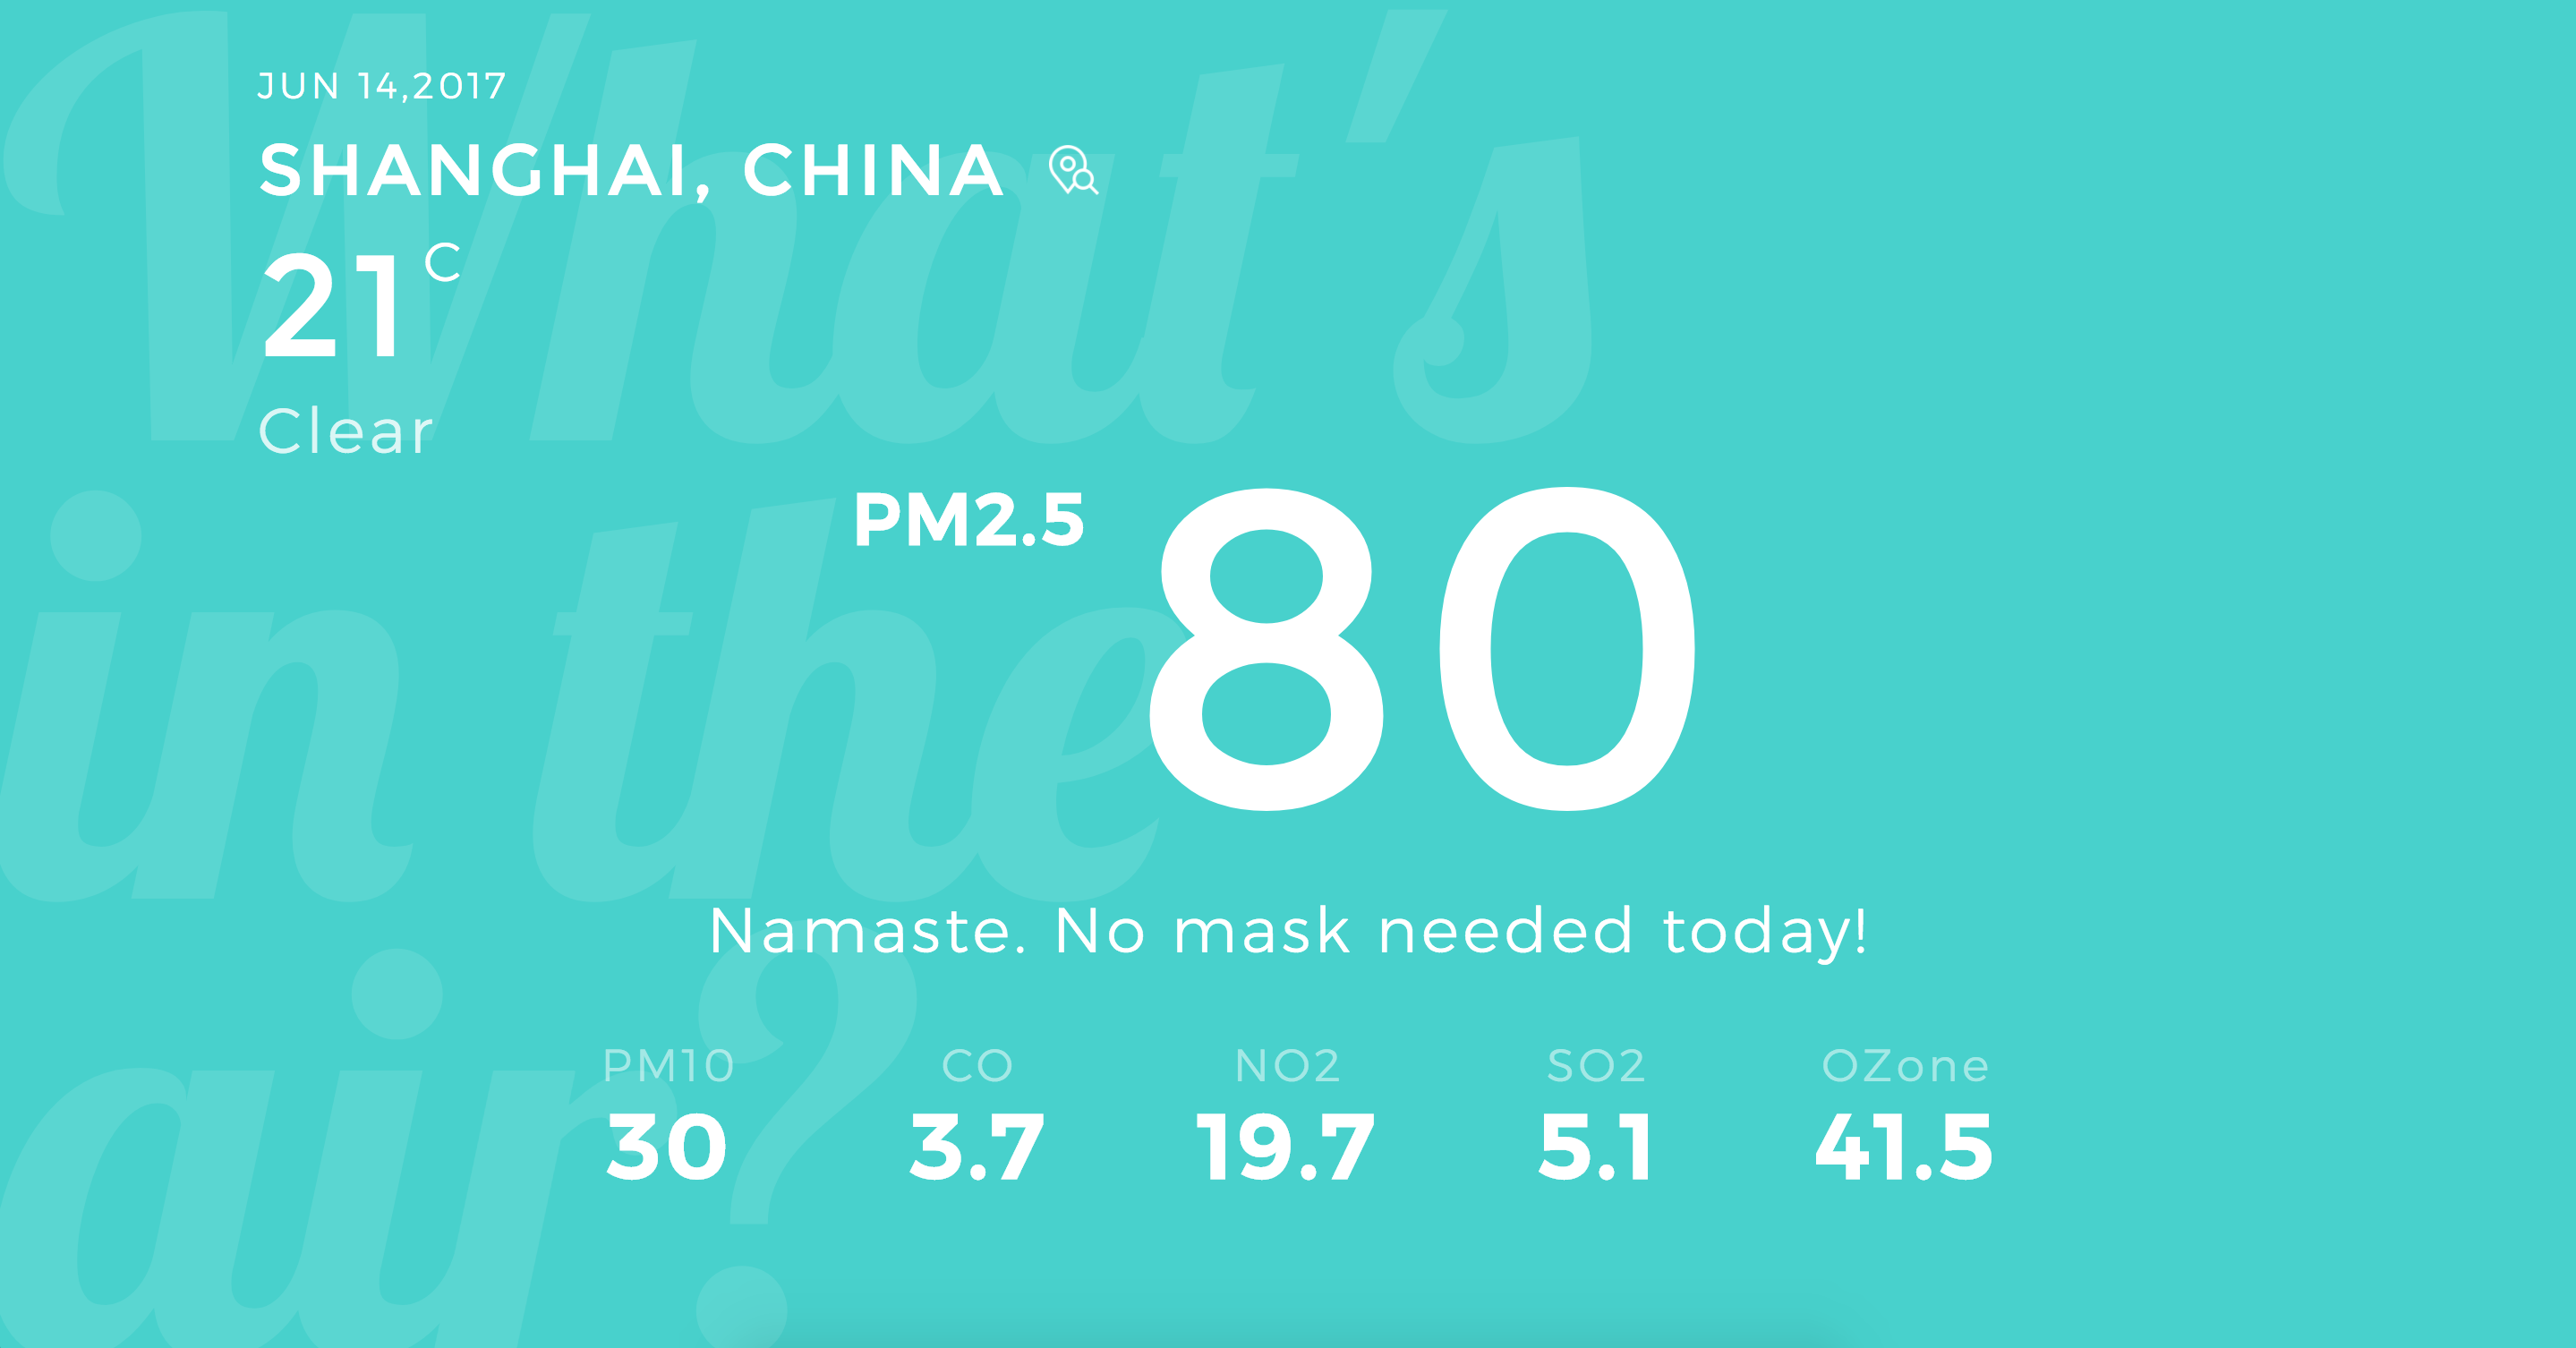 What's
in the
air?
JUN 14,2017
SHANGHAI, CHINA
21 C
Clear
PM2.5 80
Namaste. No mask needed today!
PM10 CO NO2 SO2 OZone
30 3.7 19.7 5.1 41.5